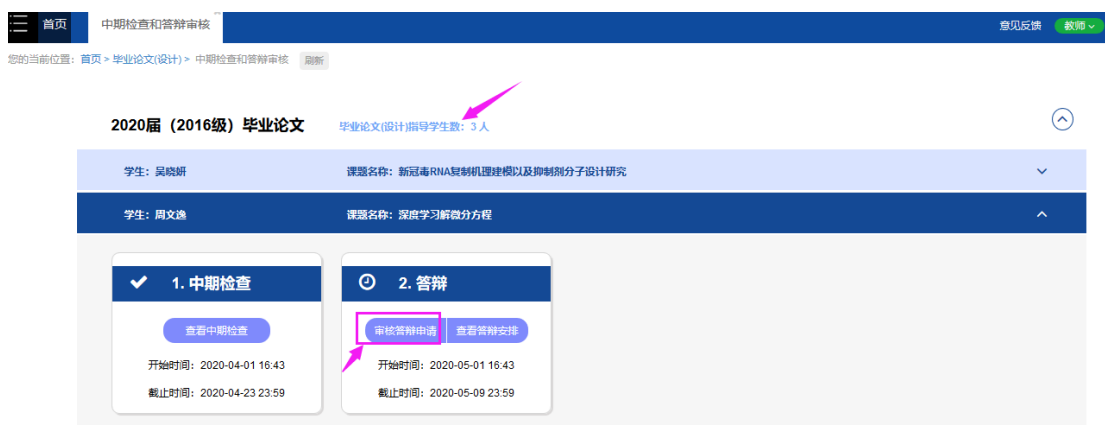 首页 中期检查和答辩审核 意见反馈 教师
您的当前位置：首页 > 毕业论文(设计) > 中期检查和答辩审核 刷新
2020届（2016级）毕业论文 毕业论文(设计)指导学生数：3 人
学生：吴晓妍 课题名称：新冠毒RNA复制机理建模以及抑制剂分子设计研究
学生：周文逸 课题名称：深度学习解微分方程
1. 中期检查 2. 答辩
查看中期检查 审核答辩申请 查看答辩安排
开始时间：2020-04-01 16:43 开始时间：2020-05-01 16:43
截止时间：2020-04-23 23:59 截止时间：2020-05-09 23:59